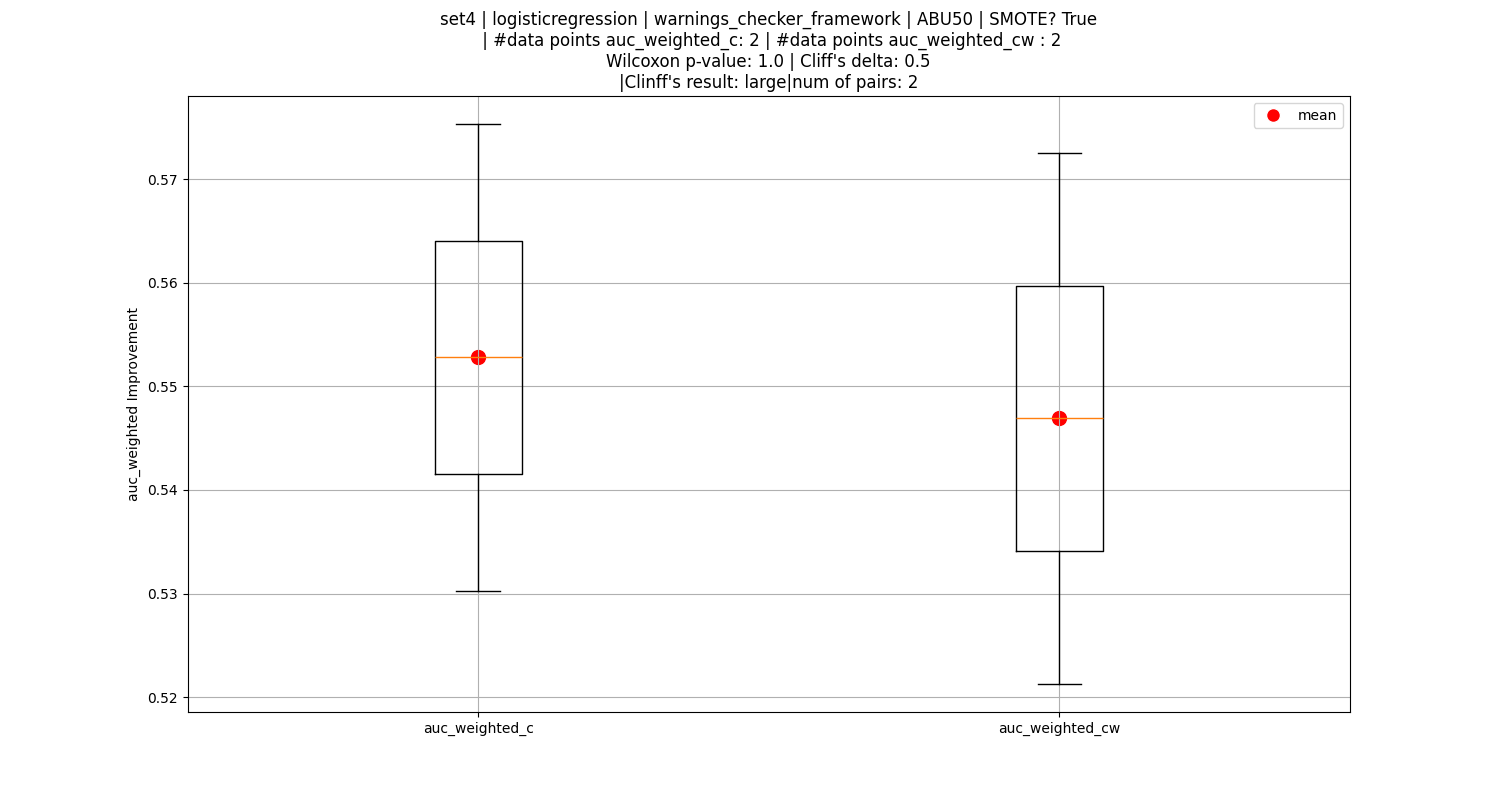 set4 | logisticregression | warnings_checker_framework | ABU50 | SMOTE? True
| #data points auc_weighted_c: 2 | #data points auc_weighted_cw : 2
Wilcoxon p-value: 1.0 | Cliff's delta: 0.5
|Clinff's result: large|num of pairs: 2
mean
auc_weighted Improvement
0.57
0.56
0.55
0.54
0.53
0.52
auc_weighted_c
auc_weighted_cw